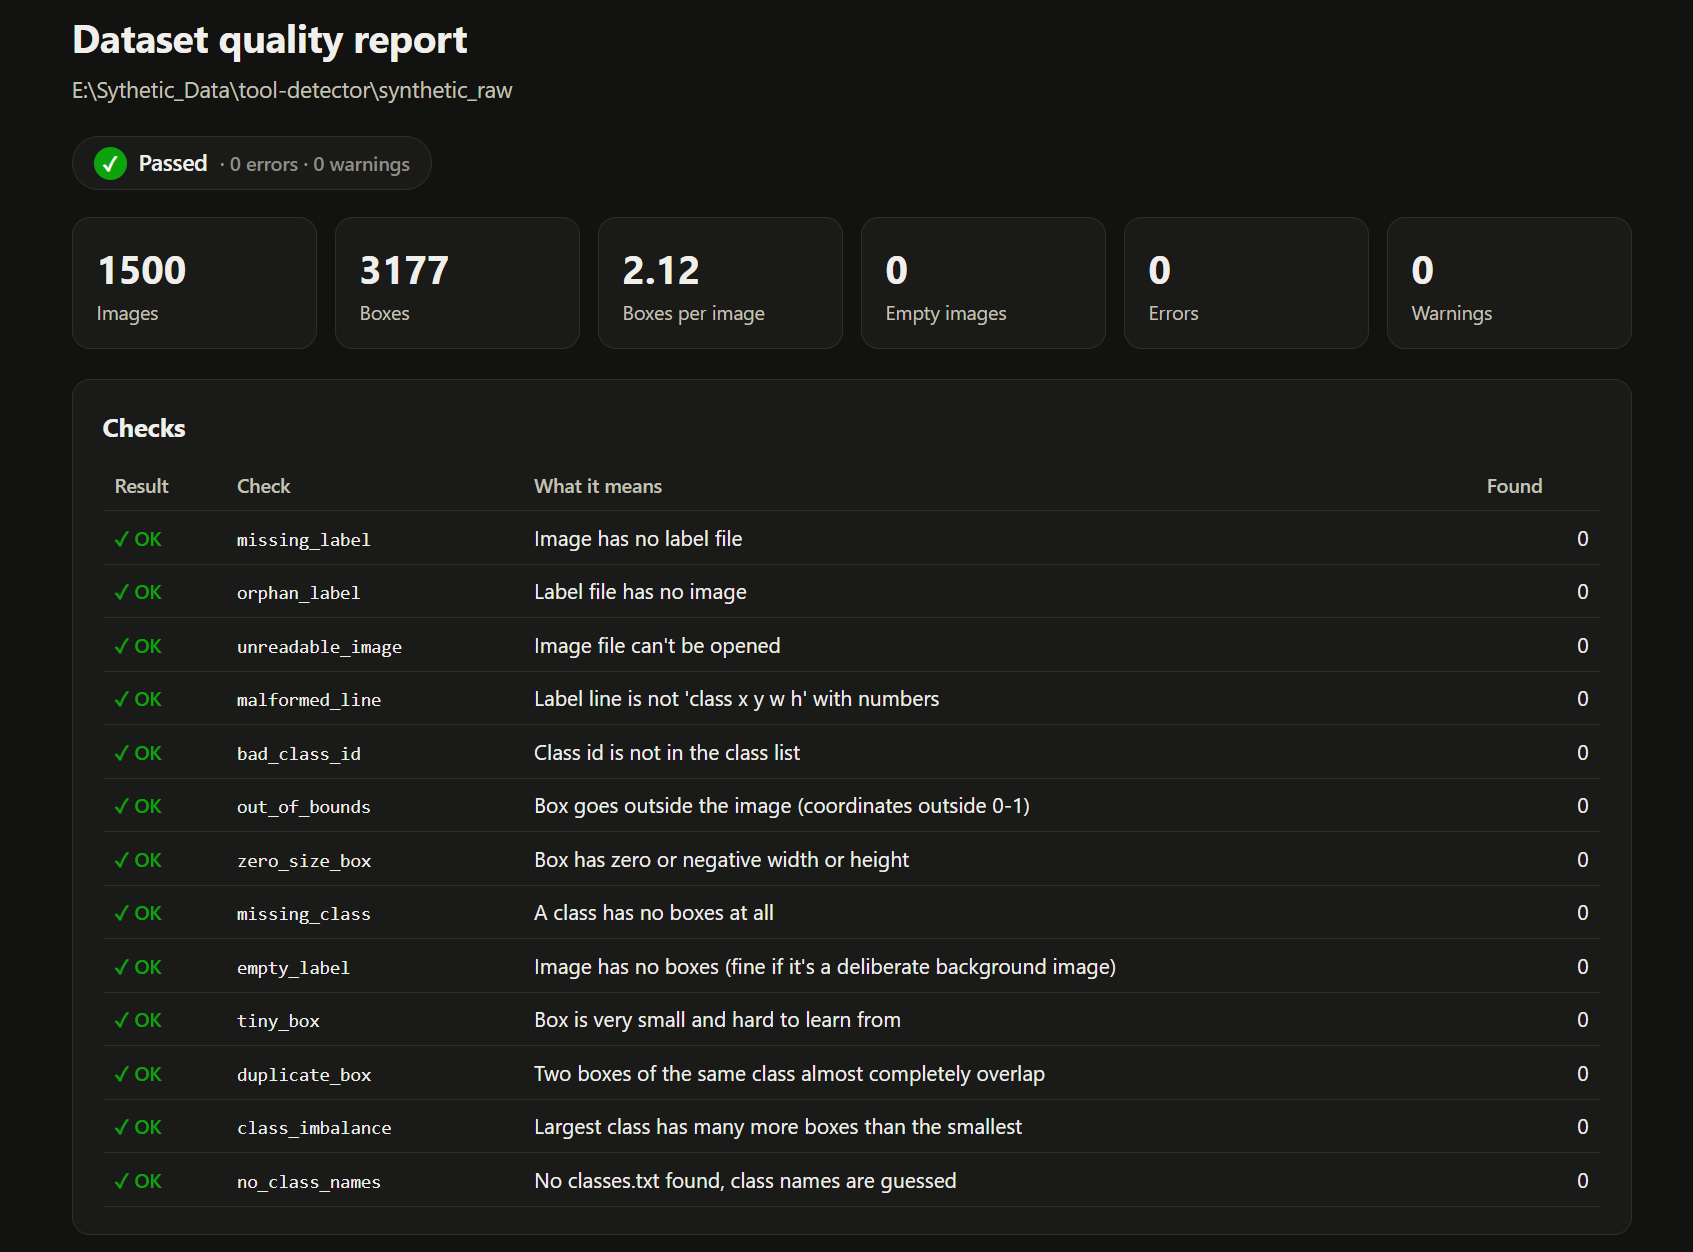 Dataset quality report
E:\Sythetic_Data\tool-detector\synthetic_raw
✓ Passed · 0 errors · 0 warnings
1500 3177 2.12 0 0 0
Images Boxes Boxes per image Empty images Errors Warnings
Checks
Result Check What it means Found
✓ OK missing_label Image has no label file 0
✓ OK orphan_label Label file has no image 0
✓ OK unreadable_image Image file can't be opened 0
✓ OK malformed_line Label line is not 'class x y w h' with numbers 0
✓ OK bad_class_id Class id is not in the class list 0
✓ OK out_of_bounds Box goes outside the image (coordinates outside 0-1) 0
✓ OK zero_size_box Box has zero or negative width or height 0
✓ OK missing_class A class has no boxes at all 0
✓ OK empty_label Image has no boxes (fine if it's a deliberate background image) 0
✓ OK tiny_box Box is very small and hard to learn from 0
✓ OK duplicate_box Two boxes of the same class almost completely overlap 0
✓ OK class_imbalance Largest class has many more boxes than the smallest 0
✓ OK no_class_names No classes.txt found, class names are guessed 0